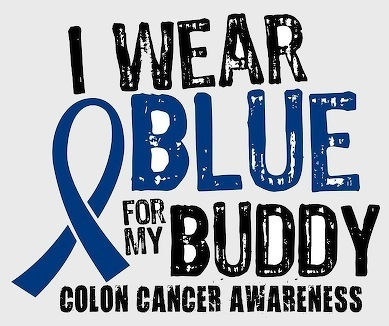 I WEAR
BLUE
FOR
MY
BUDDY
COLON CANCER AWARENESS